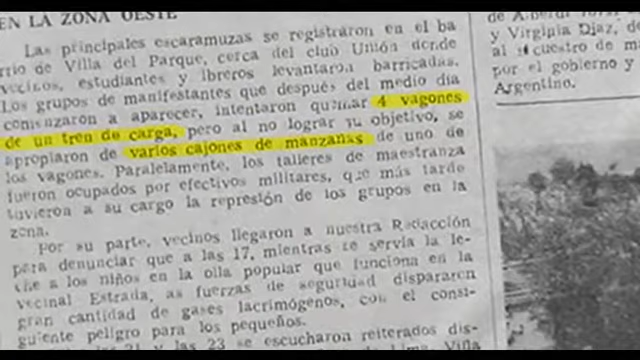 EN LA ZONA OESTE
Las principales escaramuzas se registraron en el ba
rrio de Villa del Parque, cerca del club Unión donde
vecinos, estudiantes y obreros levantaron barricadas.
Los grupos de manifestantes que después del medio día
comenzaron a aparecer, intentaron quemar 4 vagones
de un tren de carga, pero al no lograr su objetivo, se
apropiaron de varios cajones de manzanas de uno de
los vagones. Paralelamente, los talleres de maestranza
fueron ocupados por efectivos militares, que más tarde
tuvieron a su cargo la represión de los grupos en la
zona.
Por su parte, vecinos llegaron a nuestra Redacción
para denunciar que a las 17, mientras se servía la le-
che a los niños en la olla popular que funciona en la
vecinal Estrada, as fuerzas de seguridad dispararen
gran cantidad de gases lacrimógenos, con el consi-
guiente peligro para los pequeños.
21 y las 23 se escucharon reiterados dis-
Villa
de Alberdi
y Virginia Díaz, de
al
por el gobierno y
Argentino.